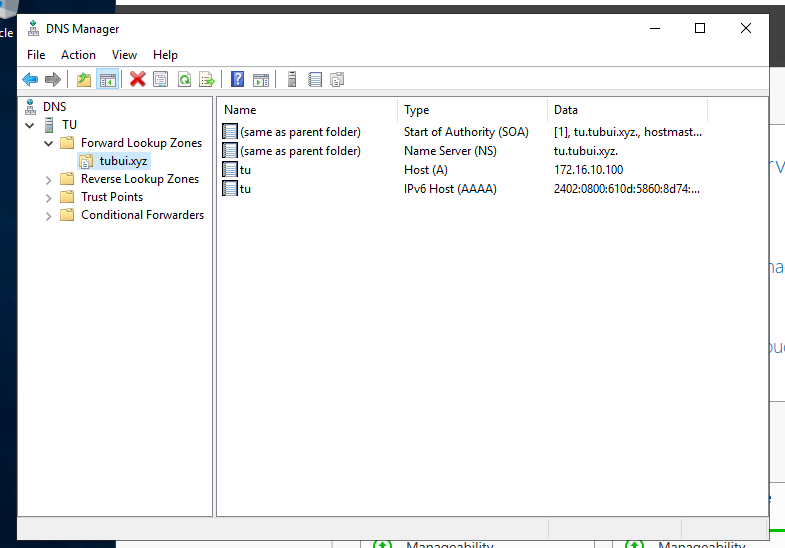 cle
DNS Manager
File Action View Help
DNS
TU
Forward Lookup Zones
tubui.xyz
Reverse Lookup Zones
Trust Points
Conditional Forwarders
Name Type Data
(same as parent folder) Start of Authority (SOA) [1], tu.tubui.xyz., hostmast...
(same as parent folder) Name Server (NS) tu.tubui.xyz.
tu Host (A) 172.16.10.100
tu IPv6 Host (AAAA) 2402:0800:610d:5860:8d74:...
Manageability Manageability